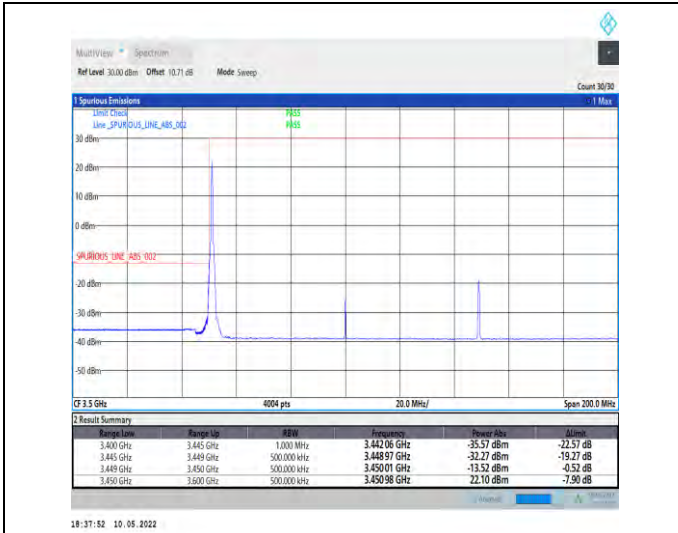 MultiView Spectrum
Ref Level 30.00 dBm Offset 10.71 dB Mode Sweep
Count 30/30
1 Spurious Emissions 1 Max
Limit Check PASS
Line _SPURIOUS_LINE_ABS_002 PASS
30 dBm
20 dBm
10 dBm
0 dBm
_SPURIOUS_LINE_ABS_002
-20 dBm
-30 dBm
-40 dBm
-50 dBm
CF 3.5 GHz 4004 pts 20.0 MHz/ Span 200.0 MHz
2 Result Summary
Range Low Range Up RBW Frequency Power Abs ΔLimit
3.400 GHz 3.445 GHz 1.000 MHz 3.442 06 GHz -35.57 dBm -22.57 dB
3.445 GHz 3.449 GHz 500.000 kHz 3.448 97 GHz -32.27 dBm -19.27 dB
3.449 GHz 3.450 GHz 500.000 kHz 3.450 01 GHz -13.52 dBm -0.52 dB
3.450 GHz 3.600 GHz 500.000 kHz 3.450 98 GHz 22.10 dBm -7.90 dB
18:37:52 10.05.2022